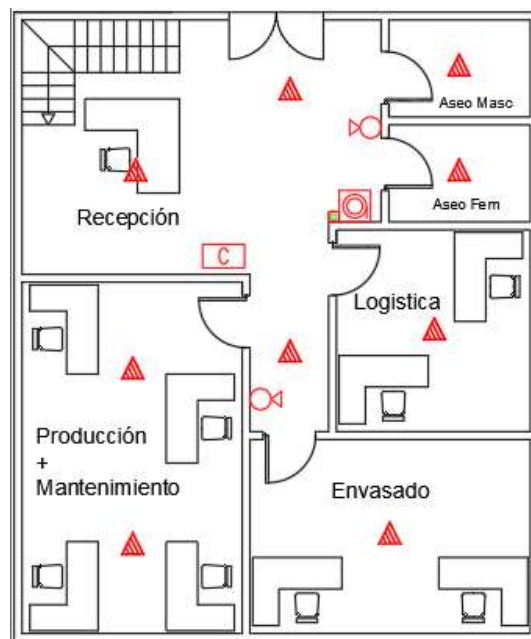 Aseo Masc
Aseo Fem
Recepción
C
Logistica
Producción
+
Mantenimiento
Envasado